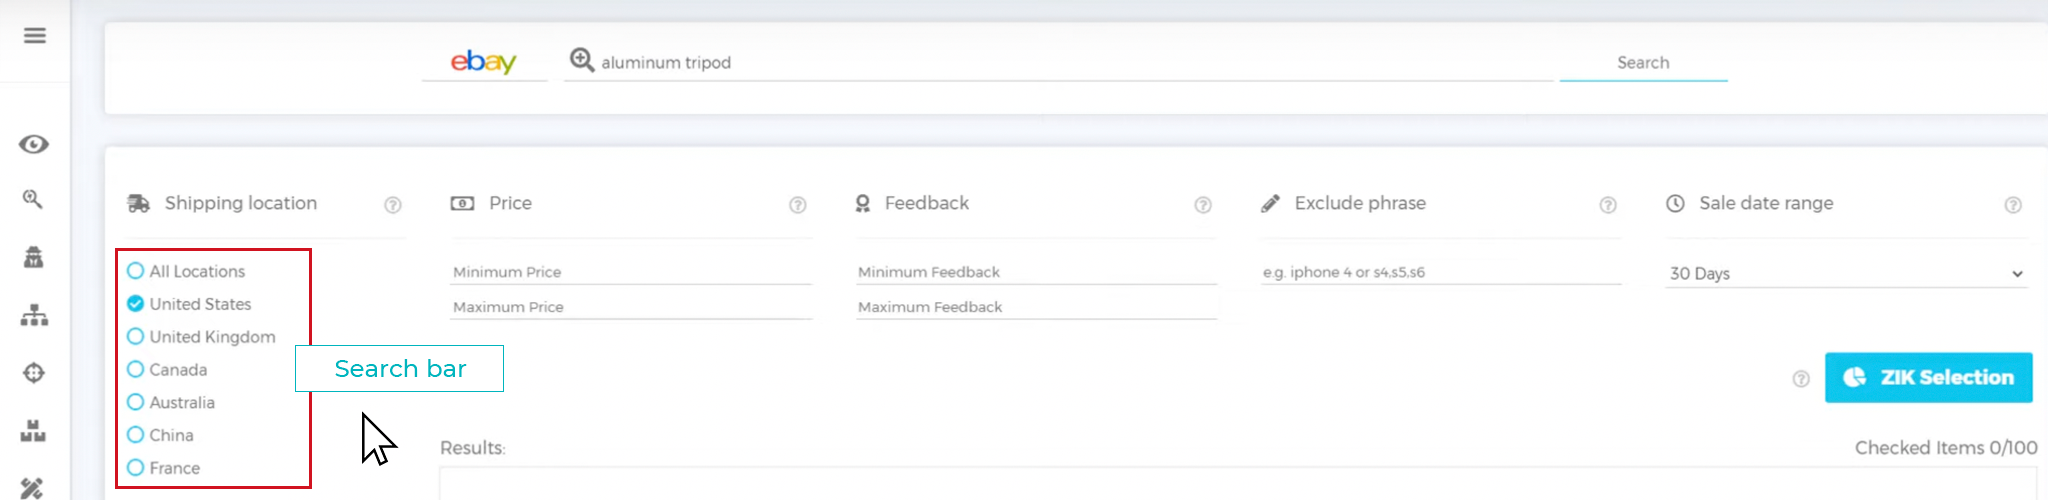 ebay aluminum tripod Search
Shipping location Price Feedback Exclude phrase Sale date range
All Locations Minimum Price Minimum Feedback e.g. iphone 4 or s4,s5,s6 30 Days
United States Maximum Price Maximum Feedback
United Kingdom
Canada Search bar ZIK Selection
Australia
China Results: Checked Items 0/100
France